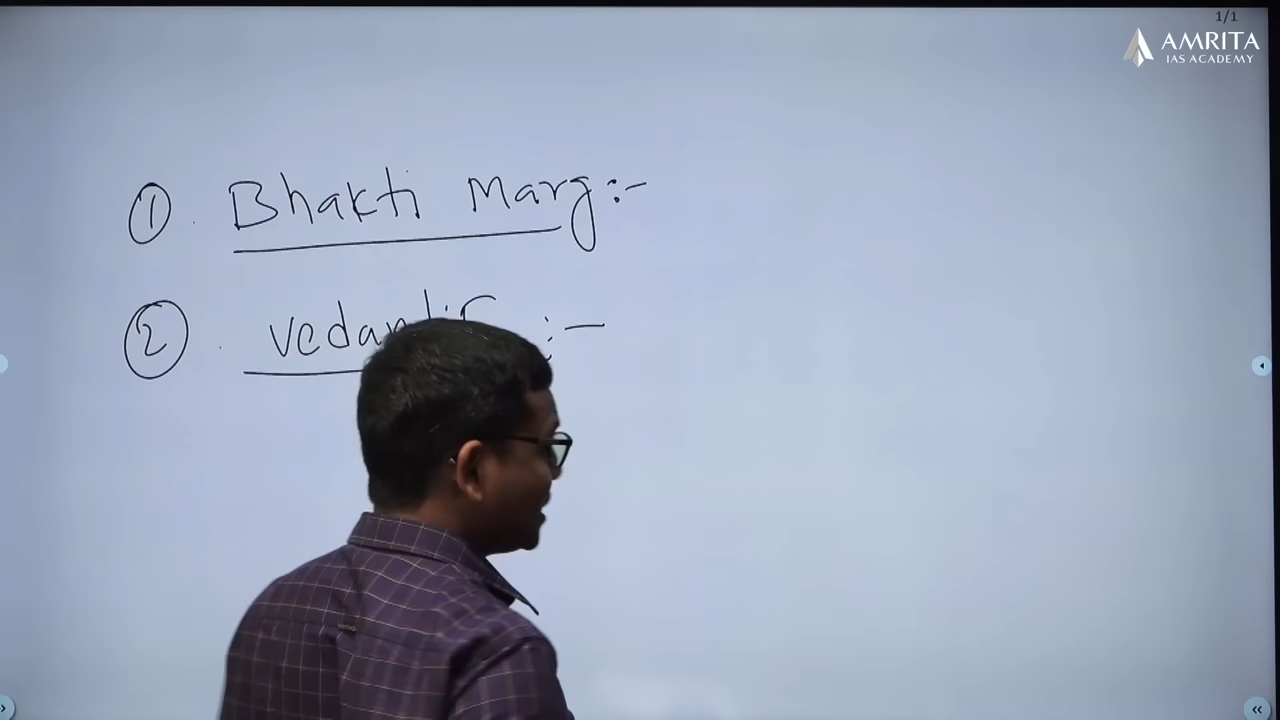 1/1
AMRITA
IAS ACADEMY
① Bhakti Marg:-
② :-